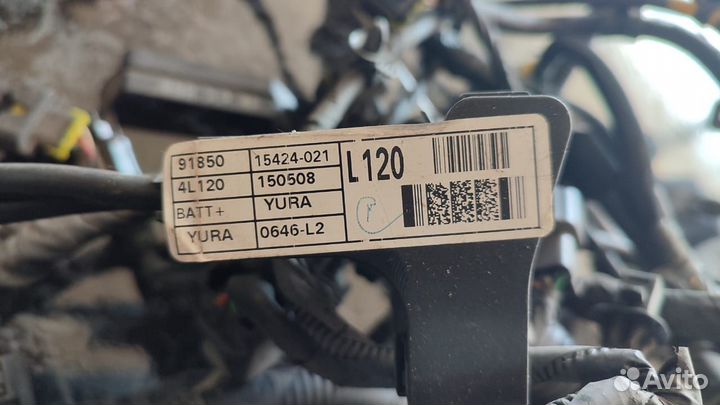 91850 15424-021 L120
4L120 150508
BATT+ YURA
YURA 0646-L2
Avito